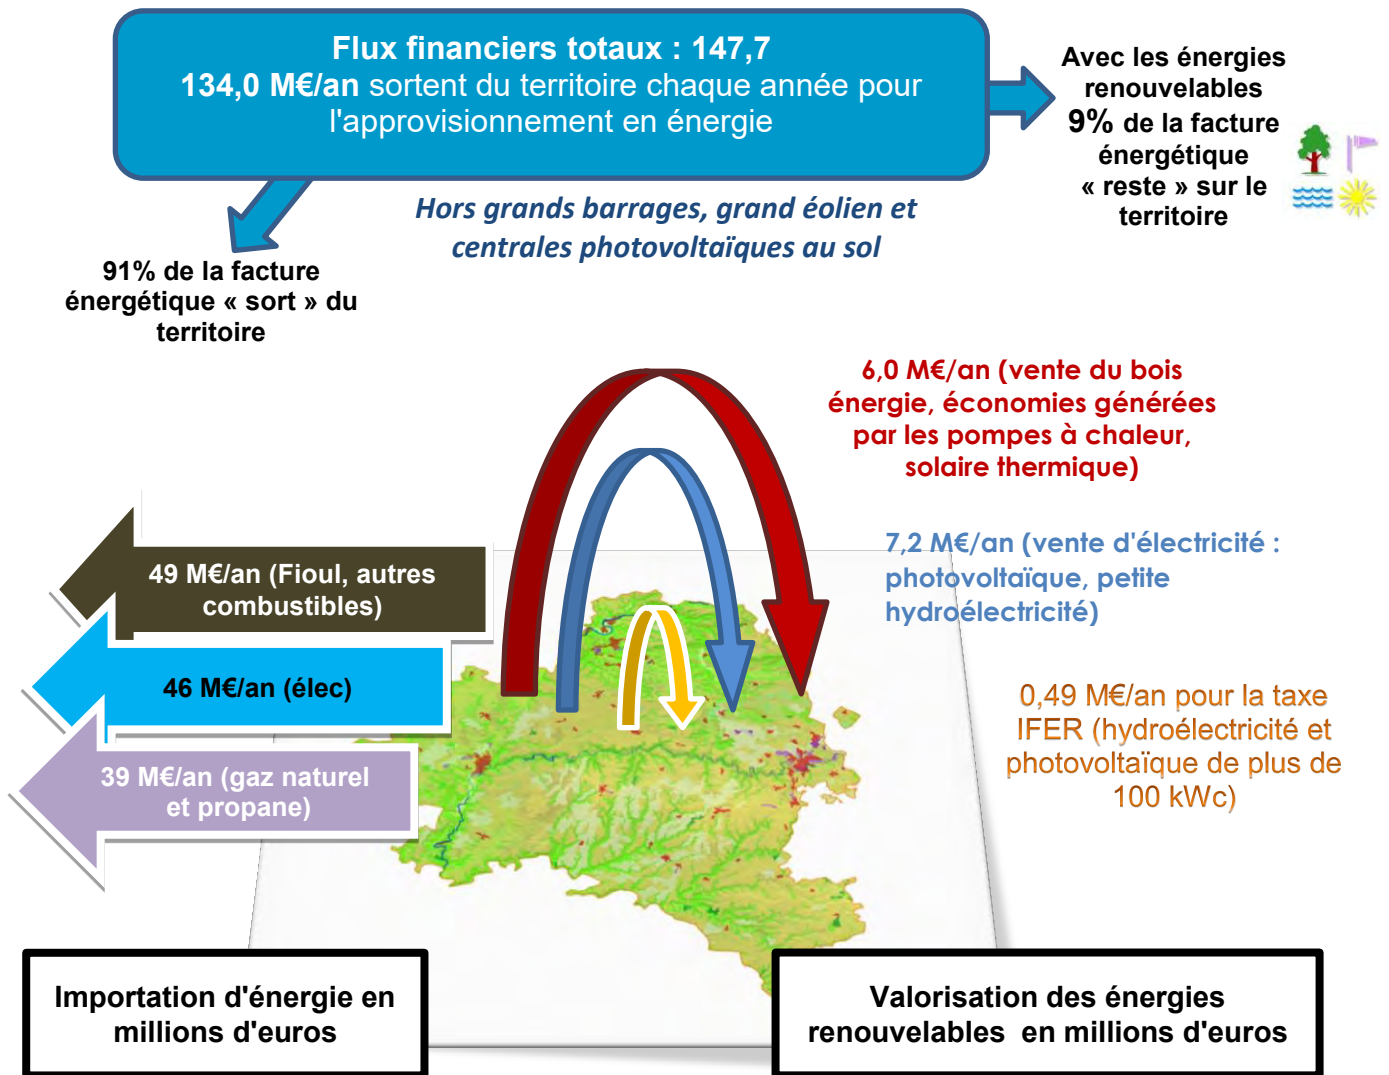 Flux financiers totaux : 147,7
134,0 M€/an sortent du territoire chaque année pour
l'approvisionnement en énergie
Avec les énergies
renouvelables
9% de la facture
énergétique
« reste » sur le
territoire
Hors grands barrages, grand éolien et
centrales photovoltaïques au sol
91% de la facture
énergétique « sort » du
territoire
6,0 M€/an (vente du bois
énergie, économies générées
par les pompes à chaleur,
solaire thermique)
7,2 M€/an (vente d'électricité :
photovoltaïque, petite
hydroélectricité)
49 M€/an (Fioul, autres
combustibles)
46 M€/an (élec)
39 M€/an (gaz naturel
et propane)
0,49 M€/an pour la taxe
IFER (hydroélectricité et
photovoltaïque de plus de
100 kWc)
Importation d'énergie en
millions d'euros
Valorisation des énergies
renouvelables  en millions d'euros